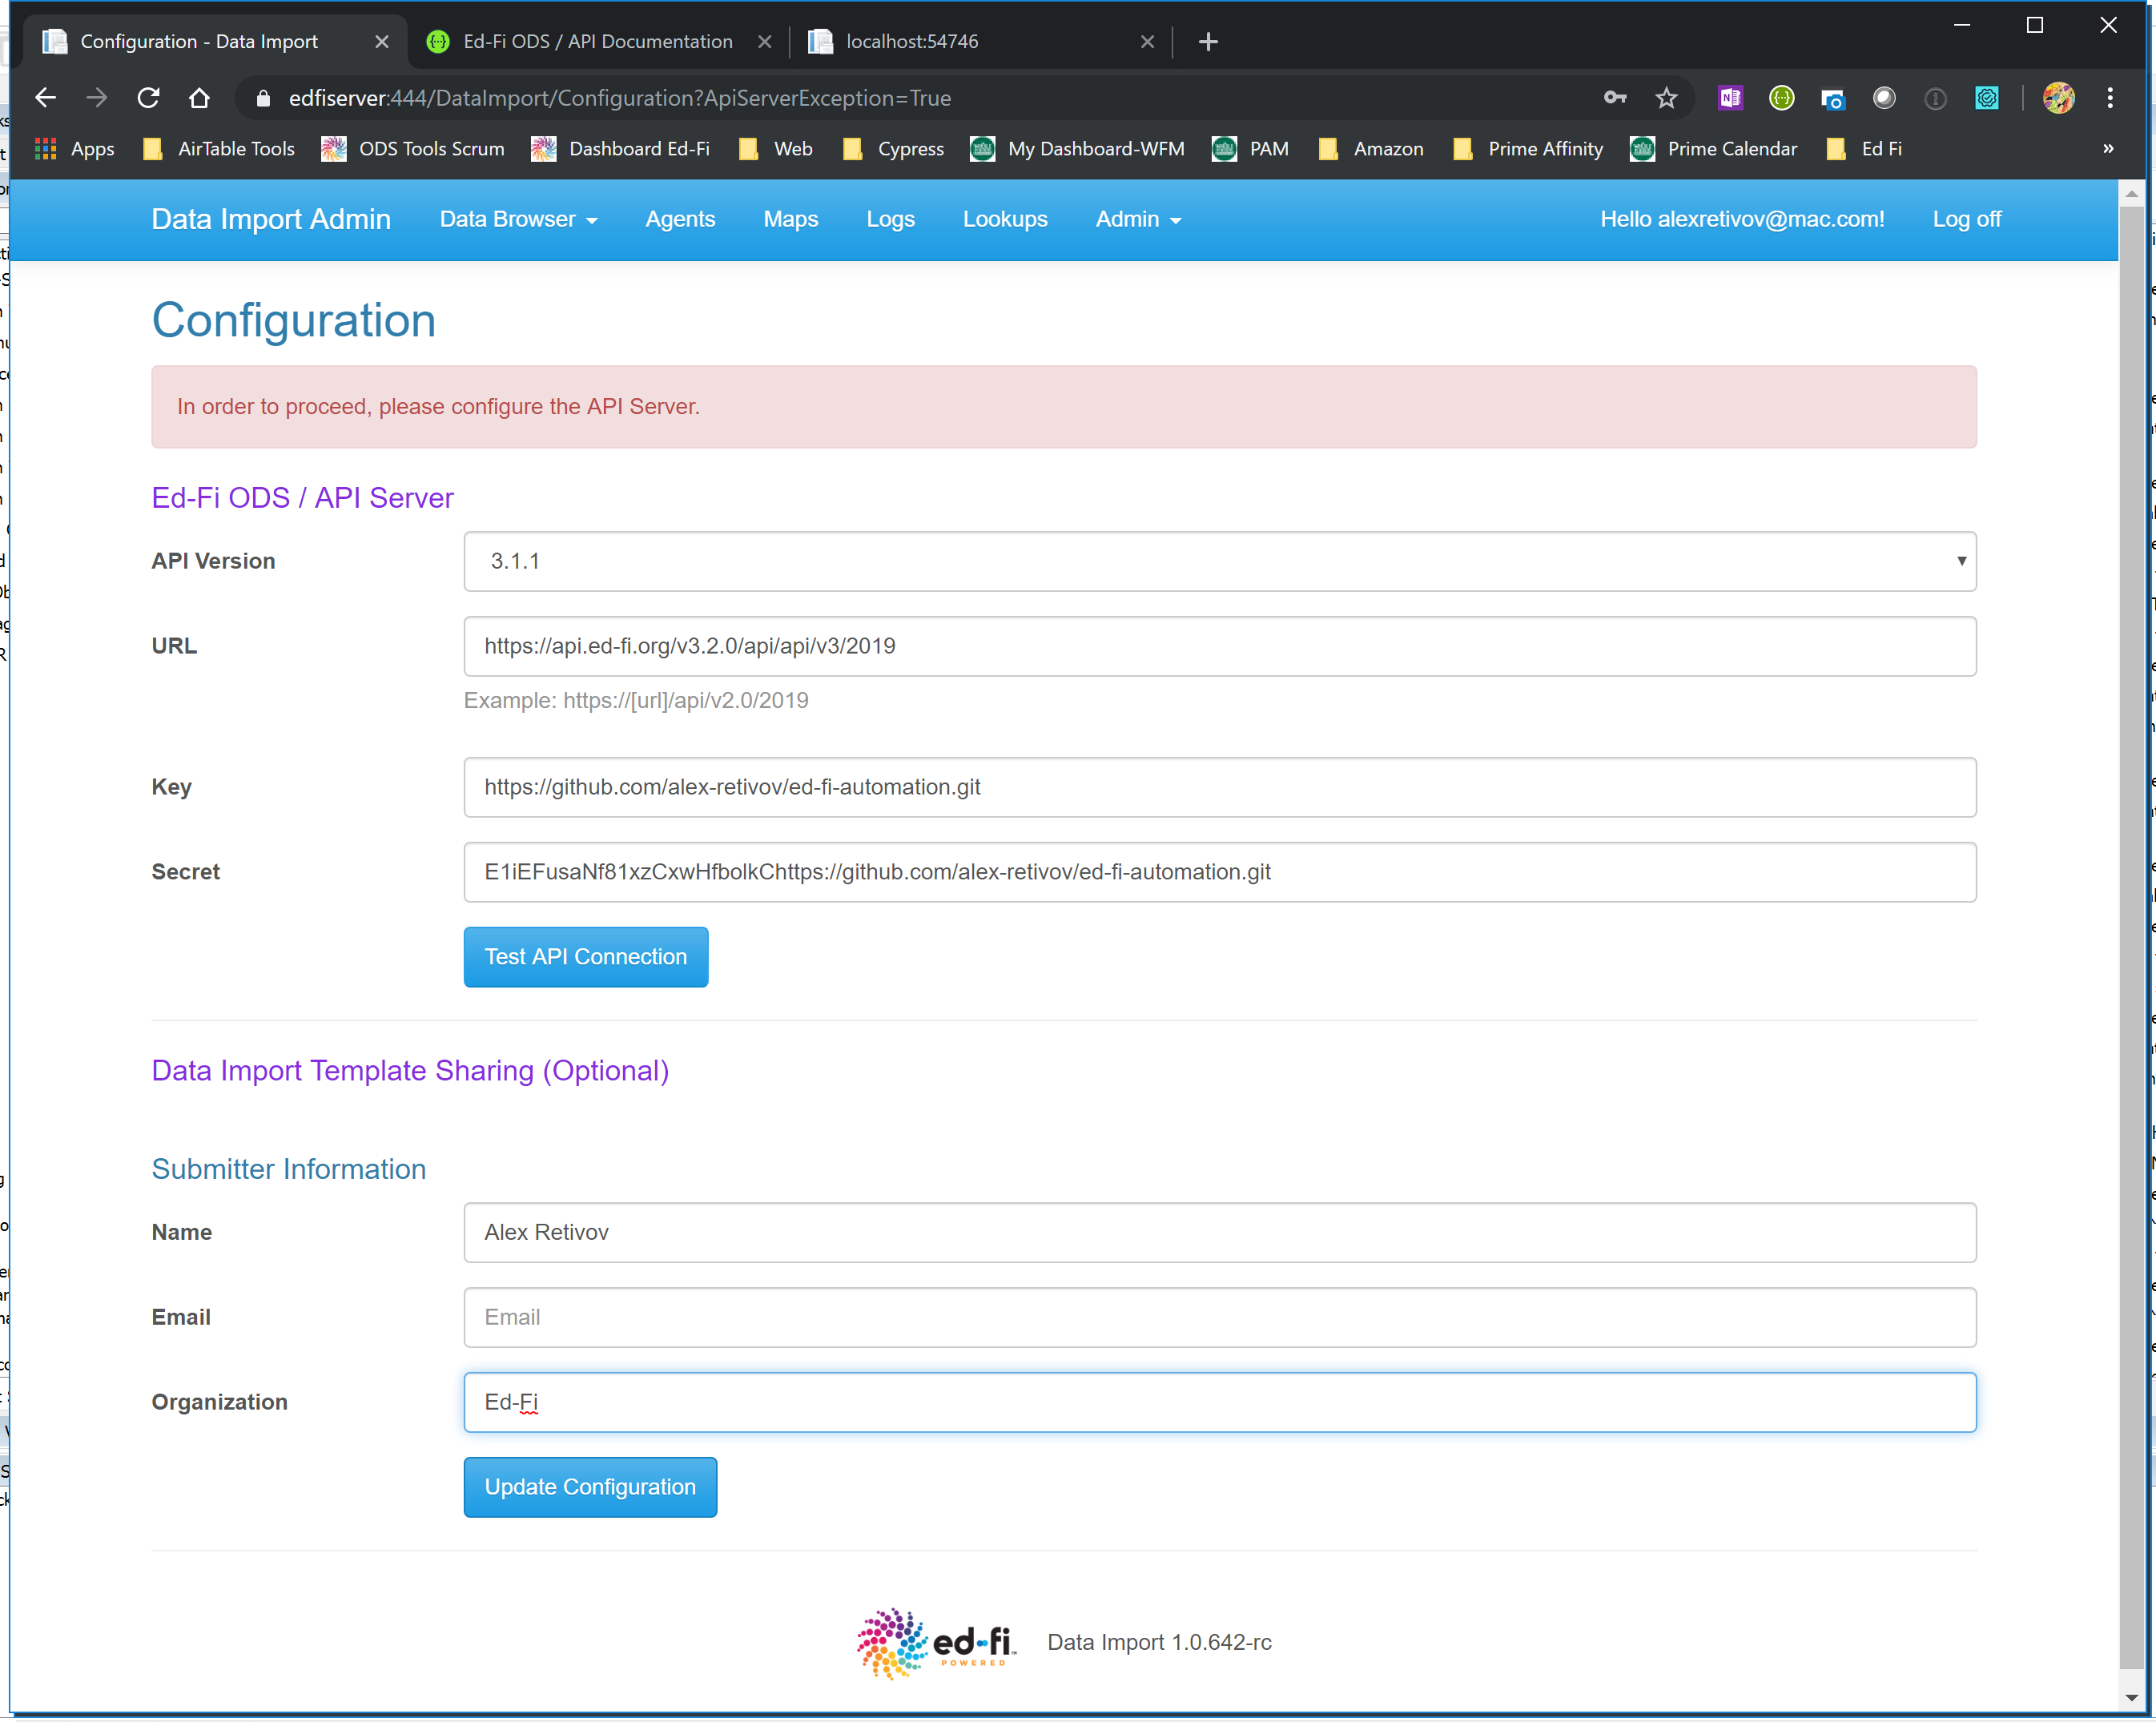 Configuration - Data Import
Ed-Fi ODS / API Documentation
localhost:54746
edfiserver:444/DataImport/Configuration?ApiServerException=True
Apps AirTable Tools ODS Tools Scrum Dashboard Ed-Fi Web Cypress My Dashboard-WFM PAM Amazon Prime Affinity Prime Calendar Ed Fi »
Data Import Admin Data Browser Agents Maps Logs Lookups Admin Hello alexretivov@mac.com! Log off
Configuration
In order to proceed, please configure the API Server.
Ed-Fi ODS / API Server
API Version 3.1.1
URL https://api.ed-fi.org/v3.2.0/api/api/v3/2019
Example: https://[url]/api/v2.0/2019
Key https://github.com/alex-retivov/ed-fi-automation.git
Secret E1iEFusaNf81xzCxwHfbolkChttps://github.com/alex-retivov/ed-fi-automation.git
Test API Connection
Data Import Template Sharing (Optional)
Submitter Information
Name Alex Retivov
Email Email
Organization Ed-Fi
Update Configuration
ed-fi
POWERED
Data Import 1.0.642-rc